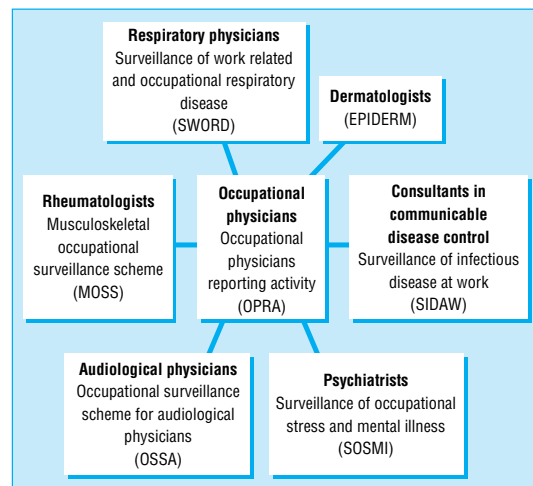 Respiratory physicians
Surveillance of work related
and occupational respiratory
disease
(SWORD)
Dermatologists
(EPIDERM)
Rheumatologists
Musculoskeletal
occupational
surveillance scheme
(MOSS)
Occupational
physicians
Occupational
physicians
reporting activity
(OPRA)
Consultants in
communicable
disease control
Surveillance of infectious
disease at work
(SIDAW)
Audiological physicians
Occupational surveillance
scheme for audiological
physicians
(OSSA)
Psychiatrists
Surveillance of occupational
stress and mental illness
(SOSMI)